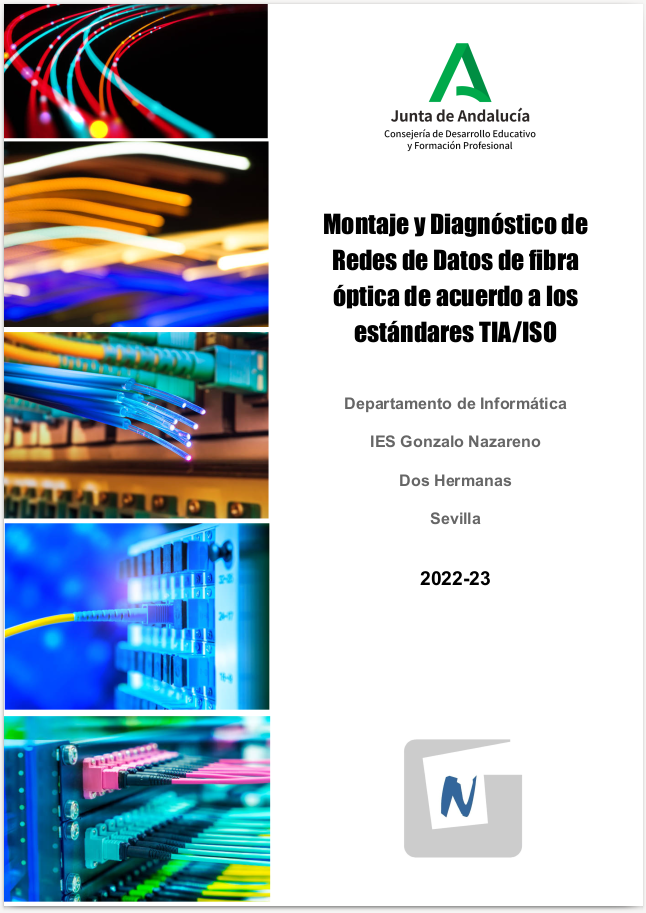 Junta de Andalucía
Consejería de Desarrollo Educativo
y Formación Profesional
Montaje y Diagnóstico de
Redes de Datos de fibra
óptica de acuerdo a los
estándares TIA/ISO
Departamento de Informática
IES Gonzalo Nazareno
Dos Hermanas
Sevilla
2022-23
N